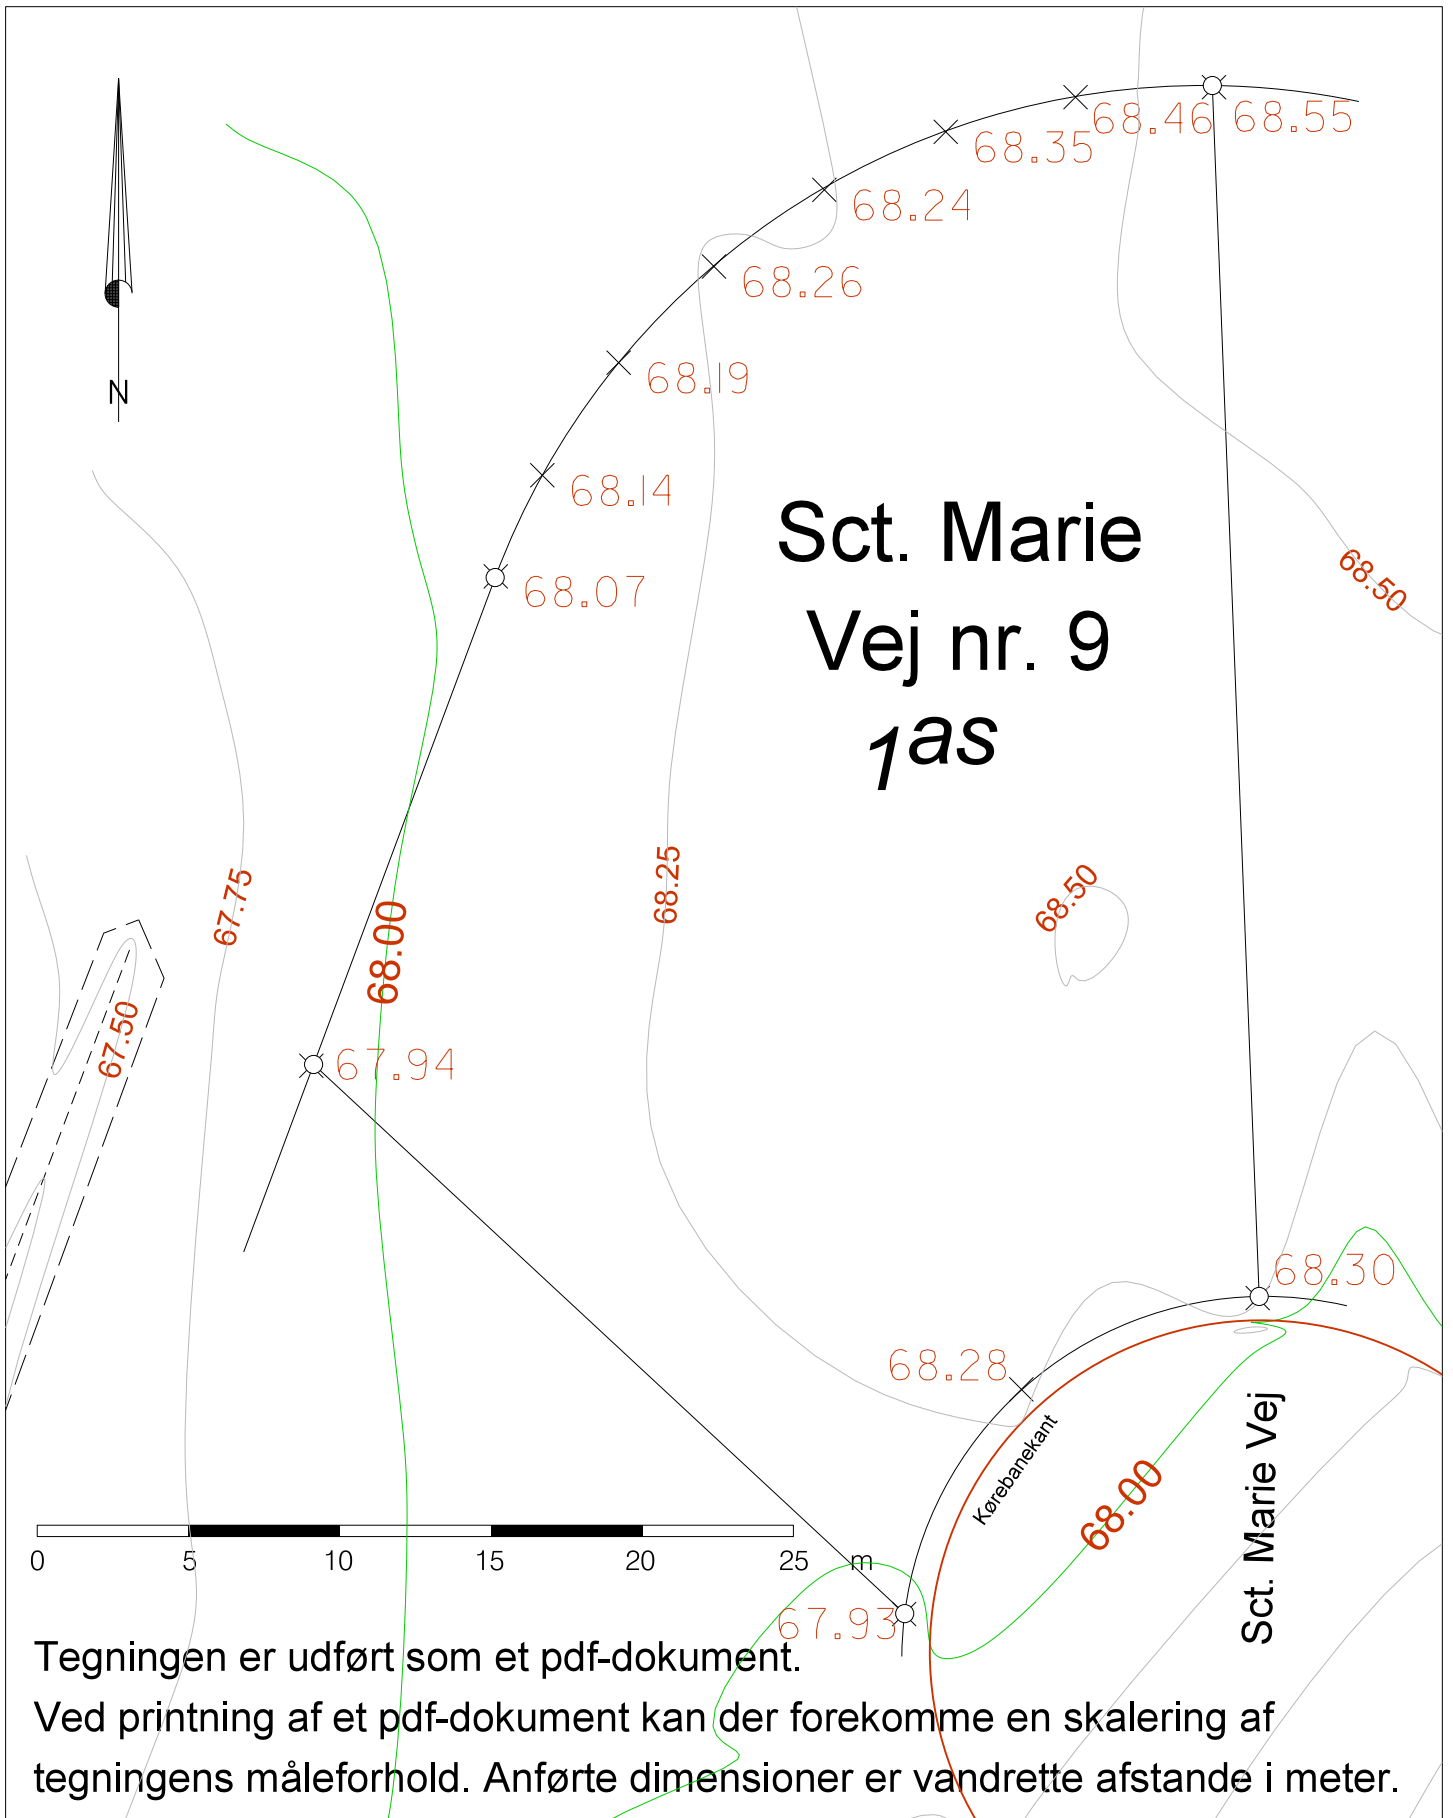 68.46 68.55
68.35
68.24
68.26
68.19
N
68.14
Sct. Marie
68.50
68.07
Vej nr. 9
1as
67.75
68.25
68.50
68.00
67.50
67.94
68.30
68.28
Kørebanekant
Sct. Marie Vej
68.00
0 5 10 15 20 25 m
67.93
Tegningen er udført som et pdf-dokument.
Ved printning af et pdf-dokument kan der forekomme en skalering af
tegningens måleforhold. Anførte dimensioner er vandrette afstande i meter.